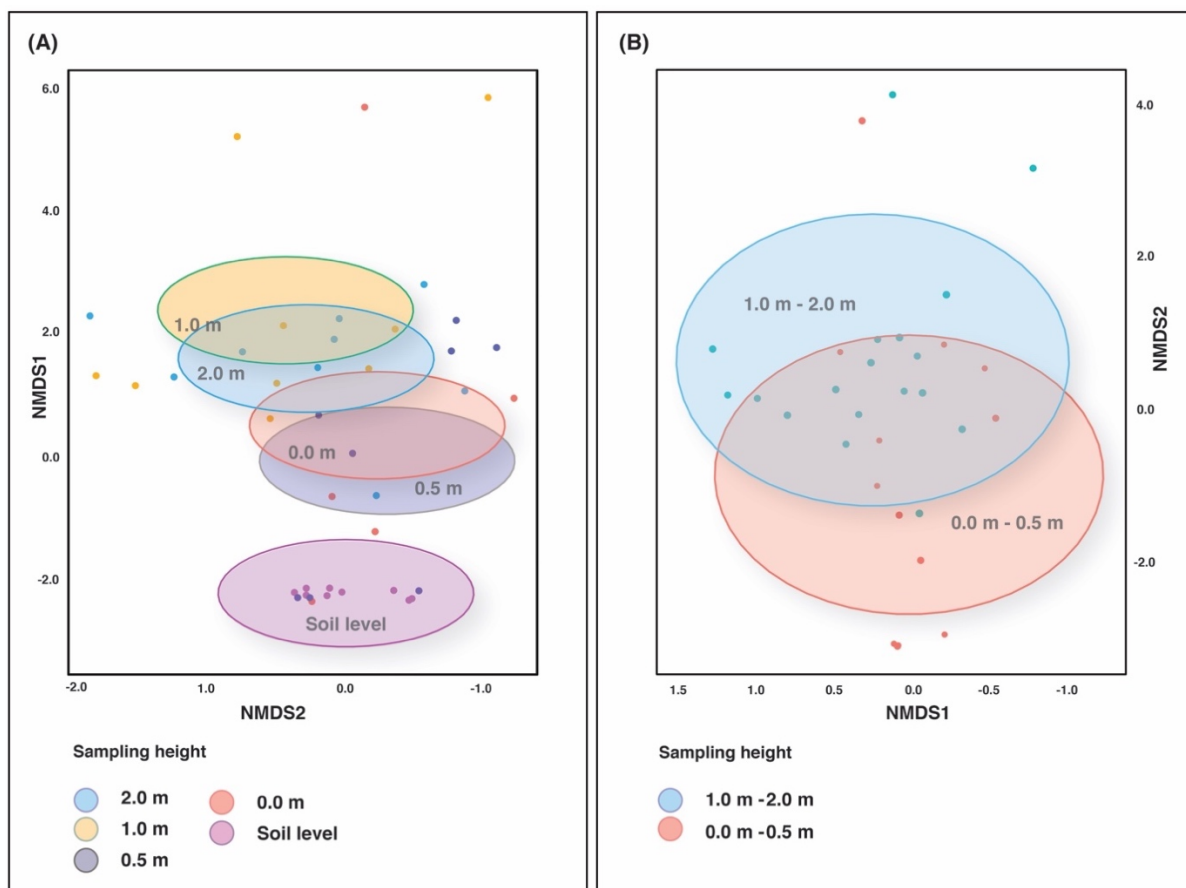 (A)
6.0
4.0
2.0
0.0
-2.0
NMDS1
1.0 m
2.0 m
0.0 m
0.5 m
Soil level
-2.0
1.0
0.0
-1.0
NMDS2
Sampling height
2.0 m
1.0 m
0.5 m
0.0 m
Soil level
(B)
1.0 m - 2.0 m
0.0 m - 0.5 m
4.0
2.0
0.0
-2.0
NMDS2
1.5
1.0
0.5
0.0
-0.5
-1.0
NMDS1
Sampling height
1.0 m -2.0 m
0.0 m -0.5 m